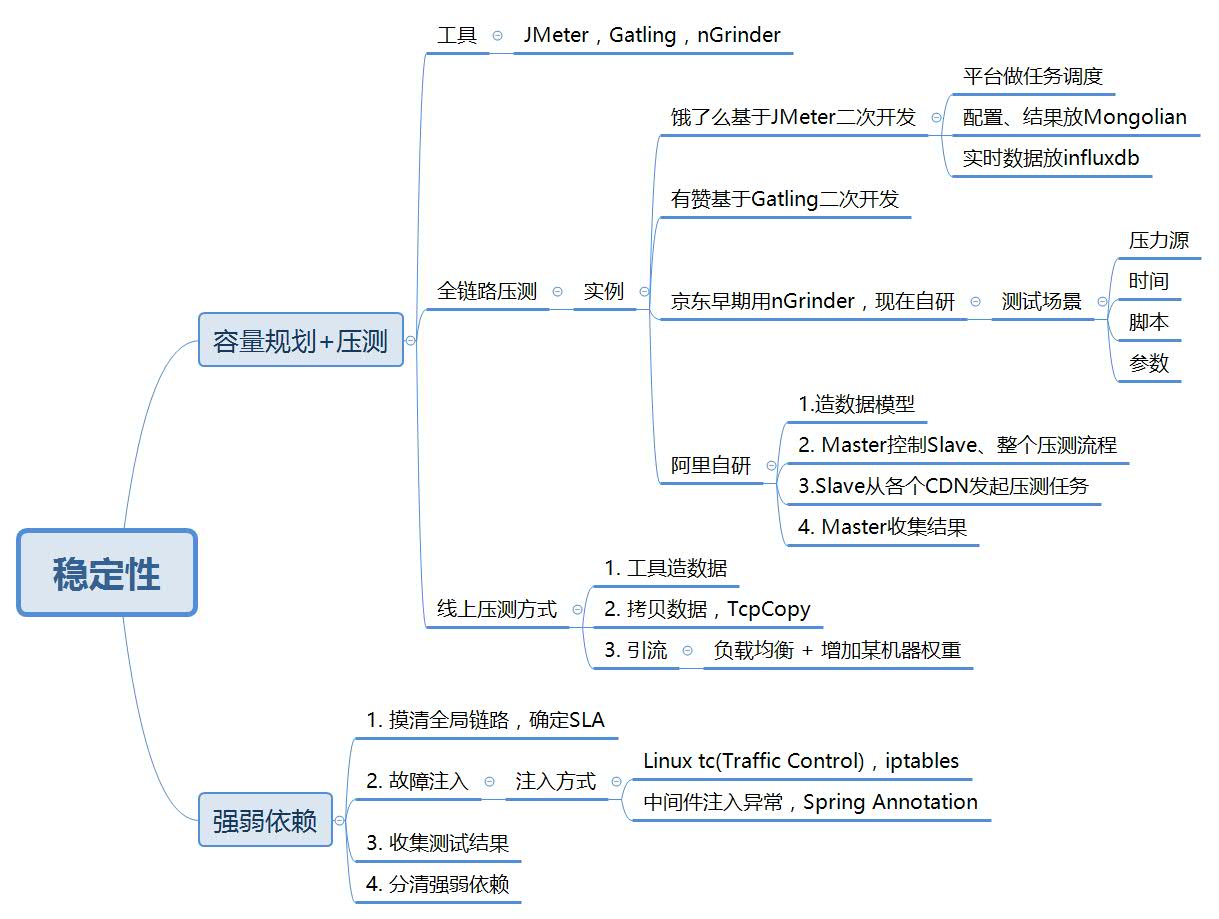 稳定性
容量规划+压测
工具
JMeter，Gatling，nGrinder
全链路压测
实例
饿了么基于JMeter二次开发
平台做任务调度
配置、结果放Mongolian
实时数据放influxdb
有赞基于Gatling二次开发
京东早期用nGrinder，现在自研
测试场景
压力源
时间
脚本
参数
阿里自研
1.造数据模型
2. Master控制Slave、整个压测流程
3.Slave从各个CDN发起压测任务
4. Master收集结果
线上压测方式
1. 工具造数据
2. 拷贝数据，TcpCopy
3. 引流
负载均衡 + 增加某机器权重
强弱依赖
1. 摸清全局链路，确定SLA
2. 故障注入
注入方式
Linux tc(Traffic Control)，iptables
中间件注入异常，Spring Annotation
3. 收集测试结果
4. 分清强弱依赖